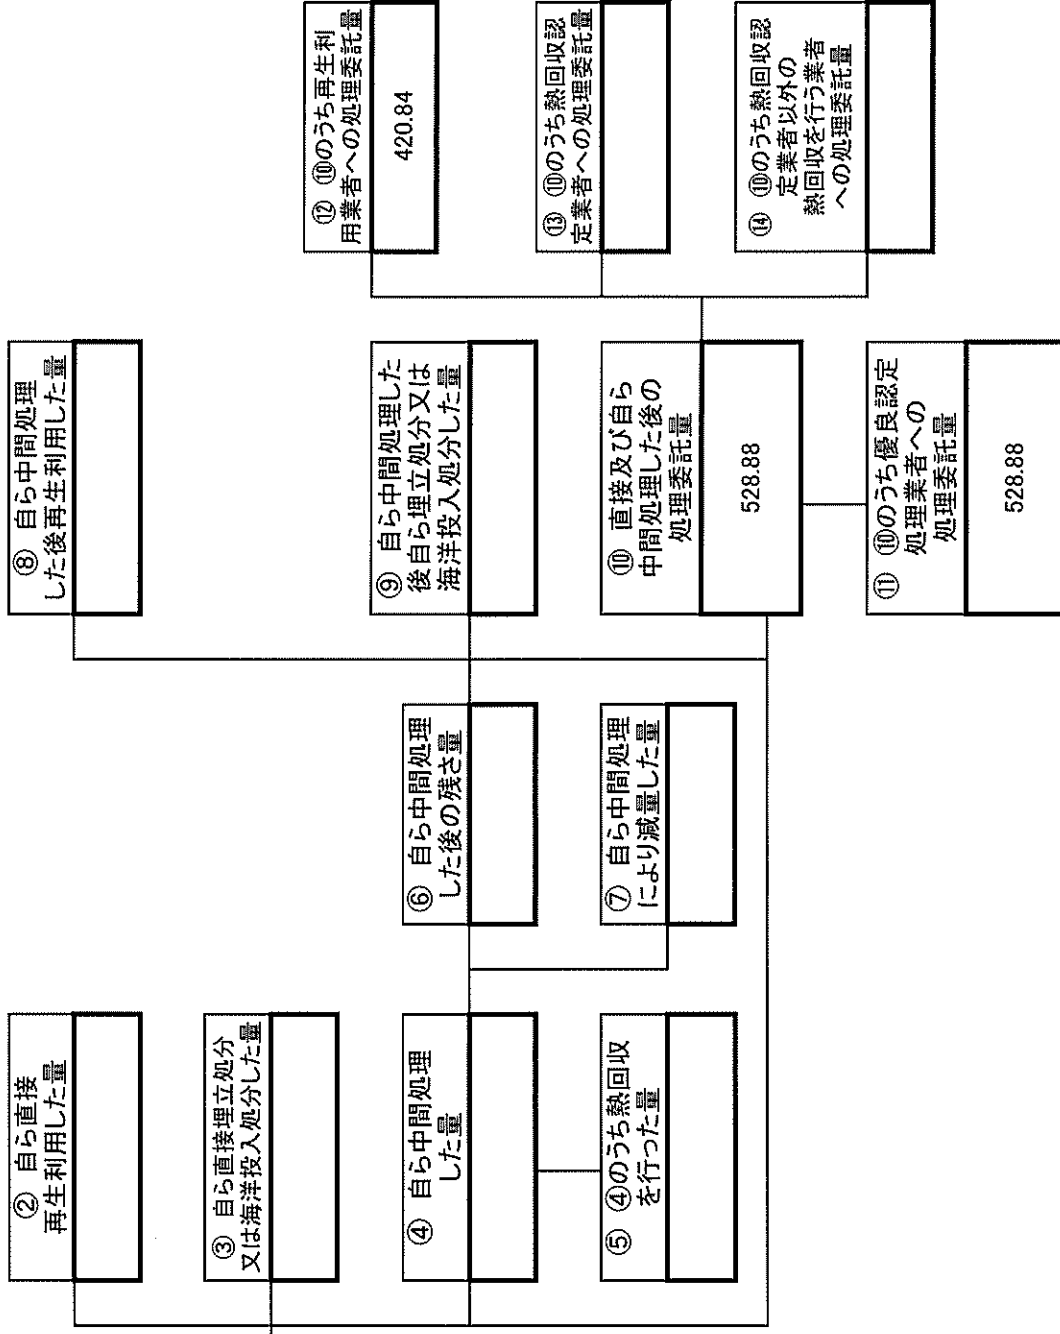 ② 自ら直接
再生利用した量
③ 自ら直接埋立処分
又は海洋投入処分した量
④ 自ら中間処理
した量
⑤ ④のうち熱回収
を行った量
⑥ 自ら中間処理
した後の残さ量
⑦ 自ら中間処理
により減量した量
⑧ 自ら中間処理
した後再生利用した量
⑨ 自ら中間処理した
後自ら埋立処分又は
海洋投入処分した量
⑩ 直接及び自ら
中間処理した後の
処理委託量
528.88
⑪ ⑩のうち優良認定
処理業者への
処理委託量
528.88
⑫ ⑩のうち再生利
用業者への処理委託量
420.84
⑬ ⑩のうち熱回収認
定業者への処理委託量
⑭ ⑩のうち熱回収認
定業者以外の
熱回収を行う業者
への処理委託量